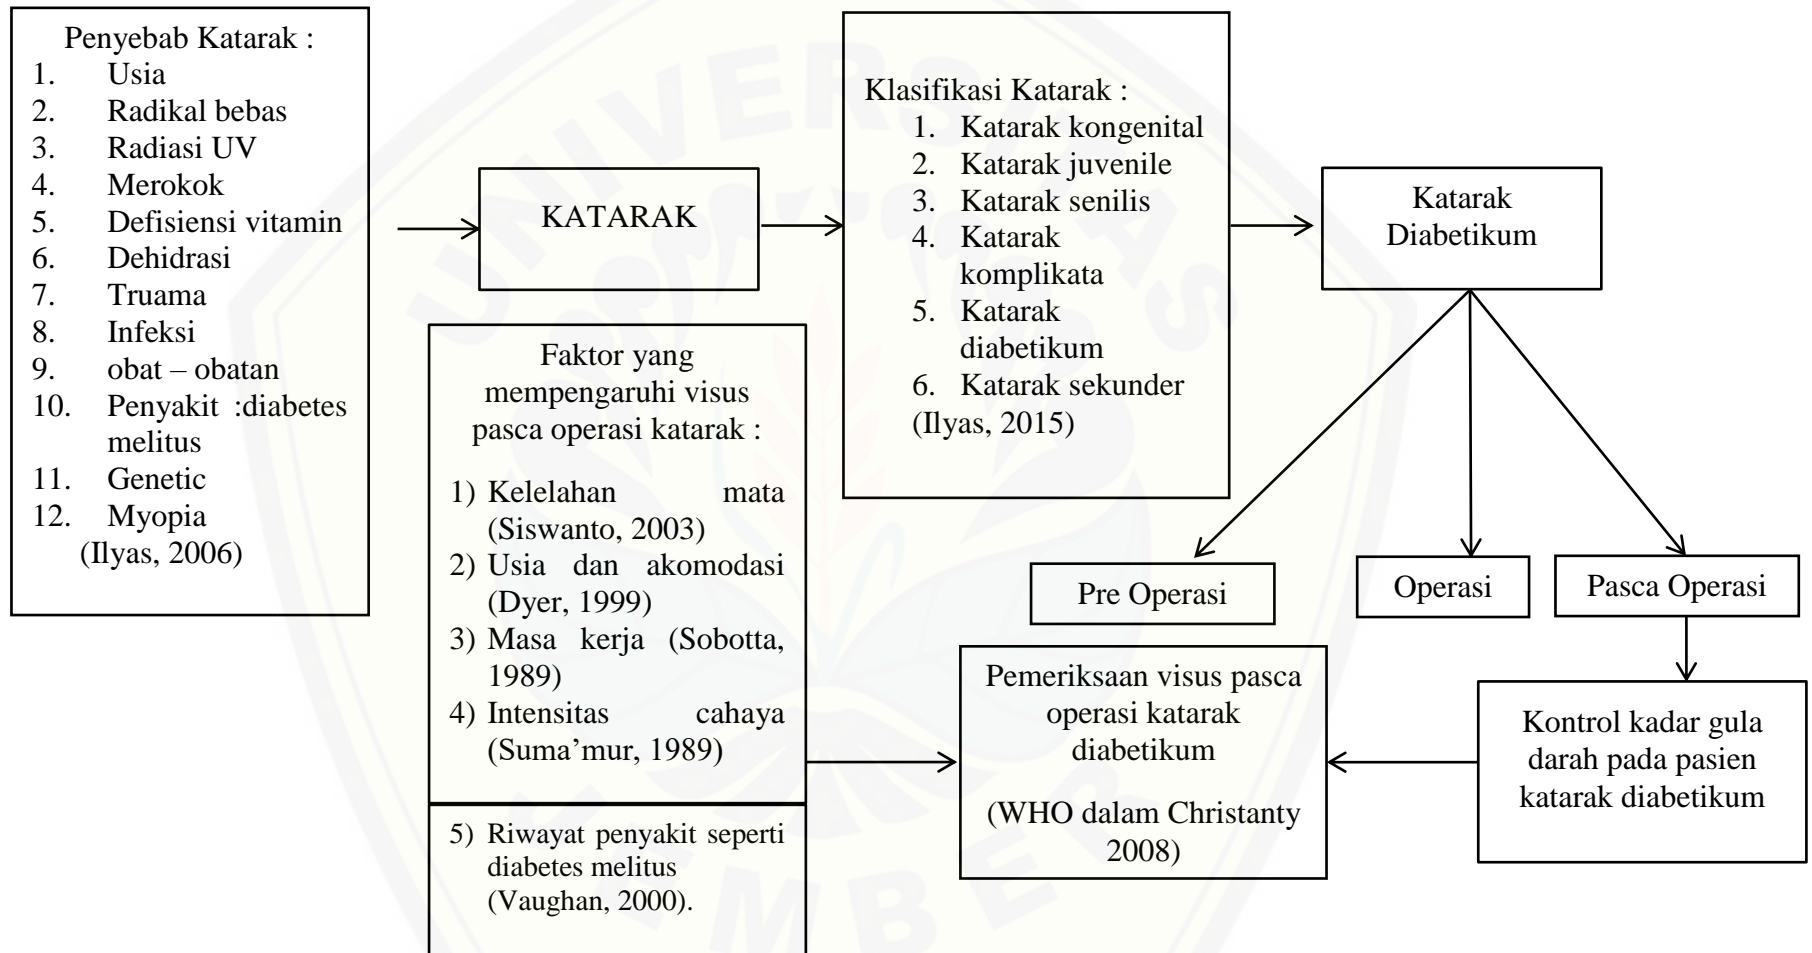 Penyebab Katarak :
1. Usia
2. Radikal bebas
3. Radiasi UV
4. Merokok
5. Defisiensi vitamin
6. Dehidrasi
7. Truama
8. Infeksi
9. obat – obatan
10. Penyakit :diabetes
melitus
11. Genetic
12. Myopia
(Ilyas, 2006)
KATARAK
Klasifikasi Katarak :
1. Katarak kongenital
2. Katarak juvenile
3. Katarak senilis
4. Katarak
komplikata
5. Katarak
diabetikum
6. Katarak sekunder
(Ilyas, 2015)
Katarak
Diabetikum
Faktor yang
mempengaruhi visus
pasca operasi katarak :
1) Kelelahan mata
(Siswanto, 2003)
2) Usia dan akomodasi
(Dyer, 1999)
3) Masa kerja (Sobotta,
1989)
4) Intensitas cahaya
(Suma’mur, 1989)
5) Riwayat penyakit seperti
diabetes melitus
(Vaughan, 2000).
Pre Operasi
Operasi
Pasca Operasi
Pemeriksaan visus pasca
operasi katarak
diabetikum
(WHO dalam Christanty
2008)
Kontrol kadar gula
darah pada pasien
katarak diabetikum
UNIVERSITAS
JEMBER